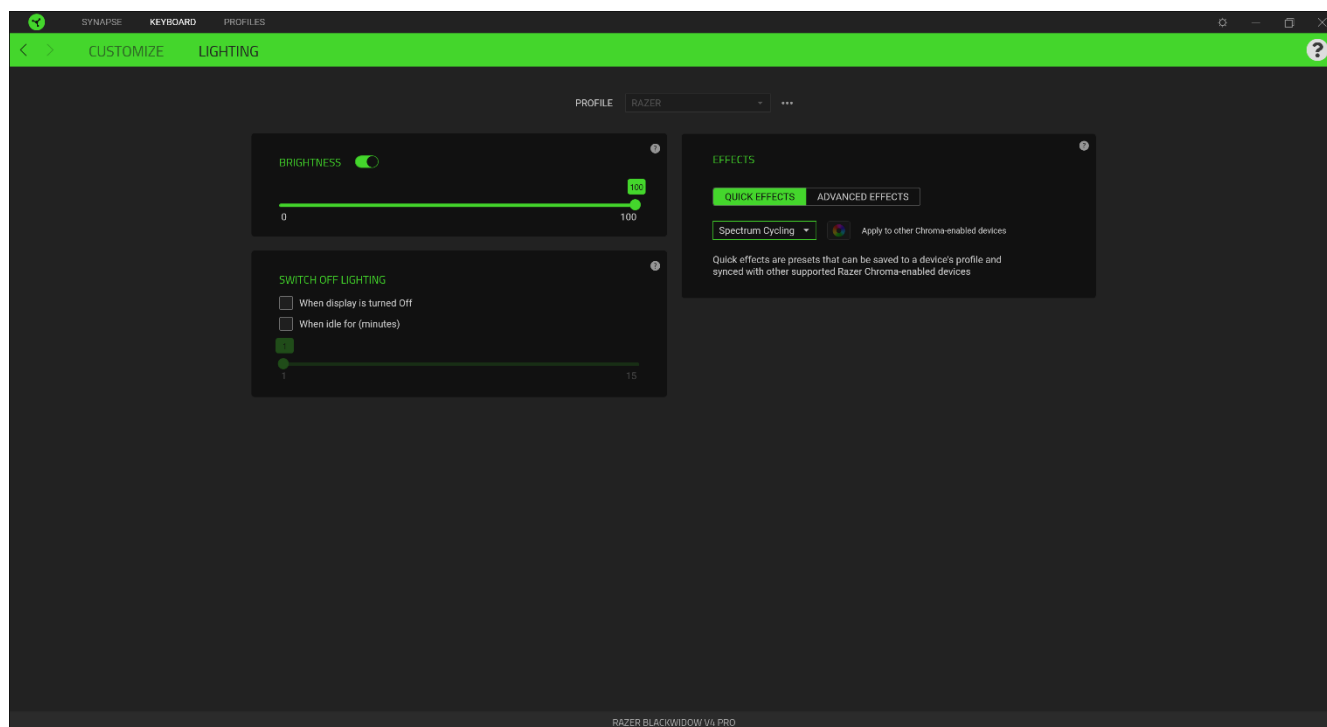 SYNAPSE KEYBOARD PROFILES
CUSTOMIZE LIGHTING
?
PROFILE RAZER
BRIGHTNESS
?
100
0 100
SWITCH OFF LIGHTING
?
When display is turned Off
When idle for (minutes)
1
1 15
EFFECTS
?
QUICK EFFECTS ADVANCED EFFECTS
Spectrum Cycling Apply to other Chroma-enabled devices
Quick effects are presets that can be saved to a device's profile and
synced with other supported Razer Chroma-enabled devices
RAZER BLACKWIDOW V4 PRO